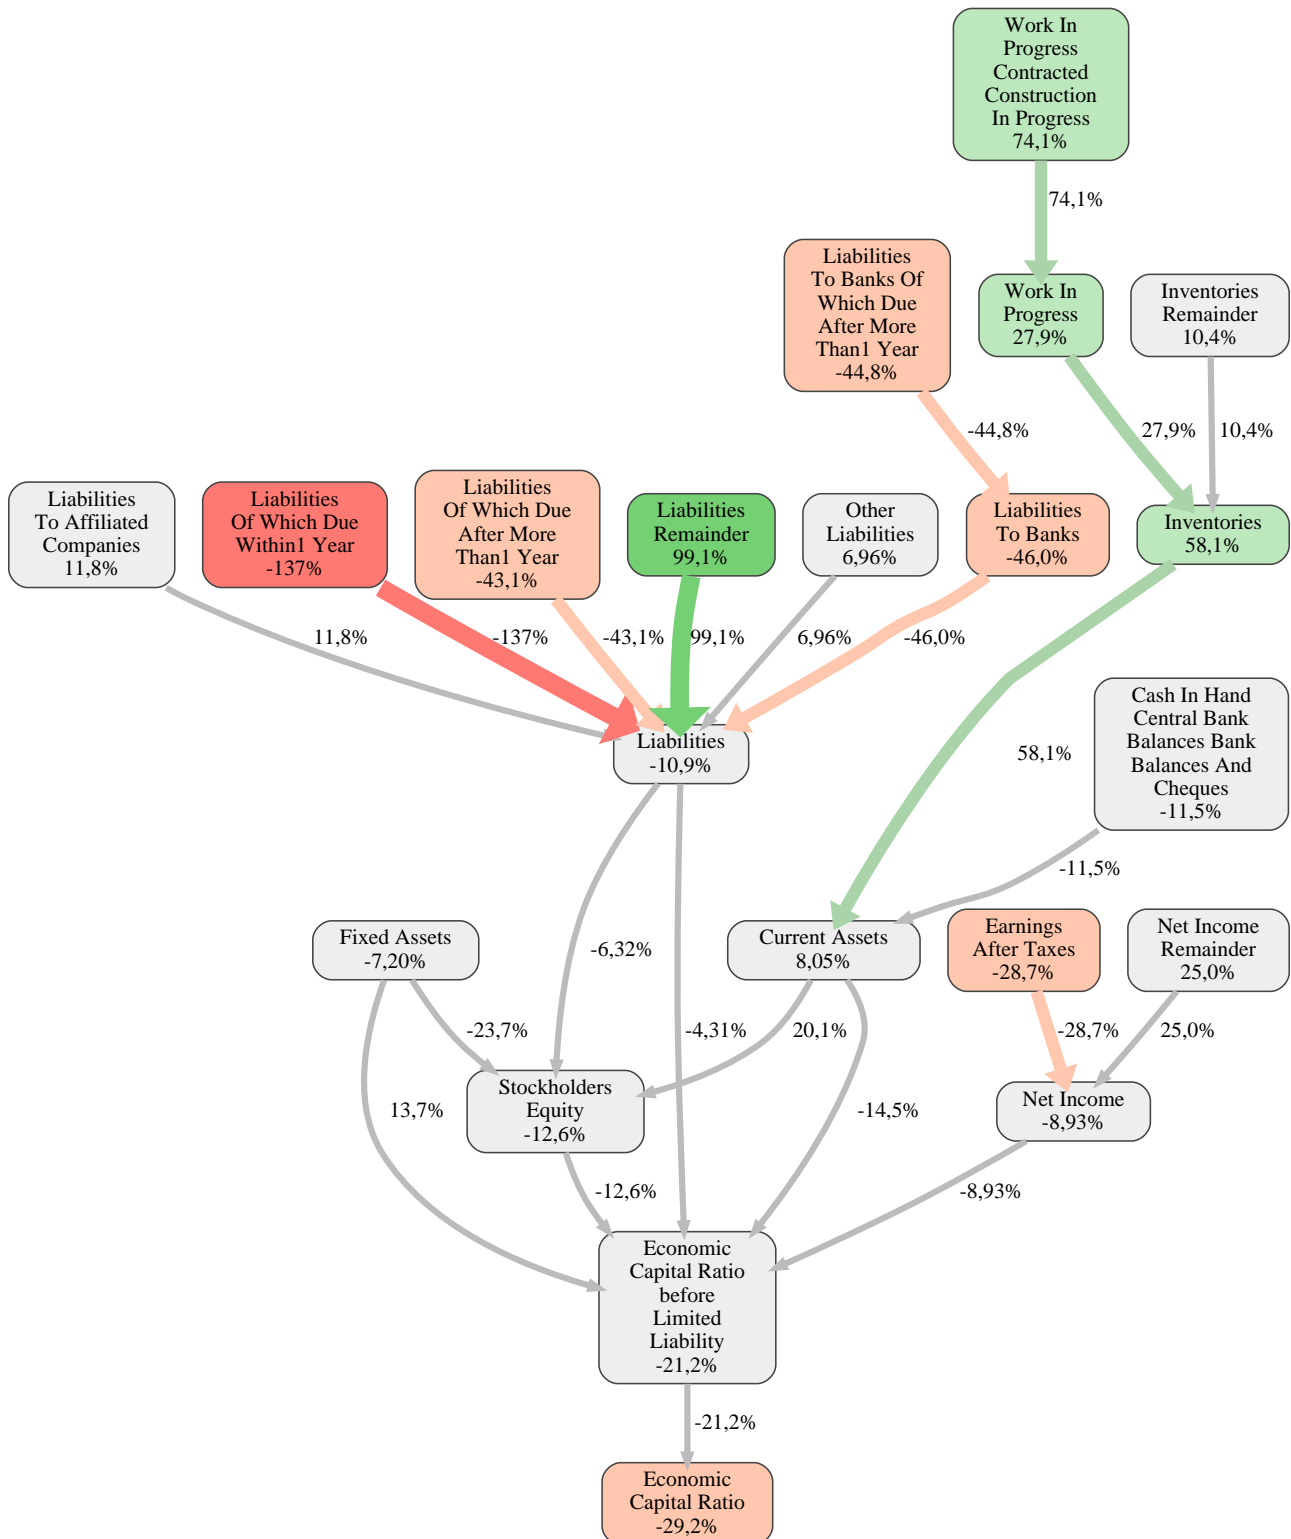 Work In
Progress
Contracted
Construction
In Progress
74,1%
74,1%
Liabilities
To Banks Of
Which Due
After More
Than1 Year
-44,8%
Work In
Progress
27,9%
Inventories
Remainder
10,4%
-44,8%
27,9%
10,4%
Liabilities
To Affiliated
Companies
11,8%
Liabilities
Of Which Due
Within1 Year
-137%
Liabilities
Of Which Due
After More
Than1 Year
-43,1%
Liabilities
Remainder
99,1%
Other
Liabilities
6,96%
Liabilities
To Banks
-46,0%
Inventories
58,1%
11,8%
-137%
-43,1%
99,1%
6,96%
-46,0%
Liabilities
-10,9%
58,1%
Cash In Hand
Central Bank
Balances Bank
Balances And
Cheques
-11,5%
-11,5%
Fixed Assets
-7,20%
-6,32%
Current Assets
8,05%
Earnings
After Taxes
-28,7%
Net Income
Remainder
25,0%
-23,7%
-4,31%
20,1%
-28,7%
25,0%
13,7%
Stockholders
Equity
-12,6%
-14,5%
Net Income
-8,93%
-12,6%
-8,93%
Economic
Capital Ratio
before
Limited
Liability
-21,2%
-21,2%
Economic
Capital Ratio
-29,2%